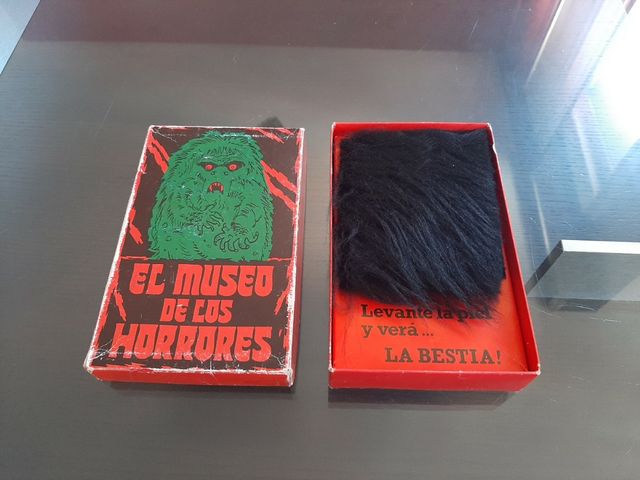 EL MUSEO
DE LOS
HORRORES
Levante la piel
y verá...
LA BESTIA!